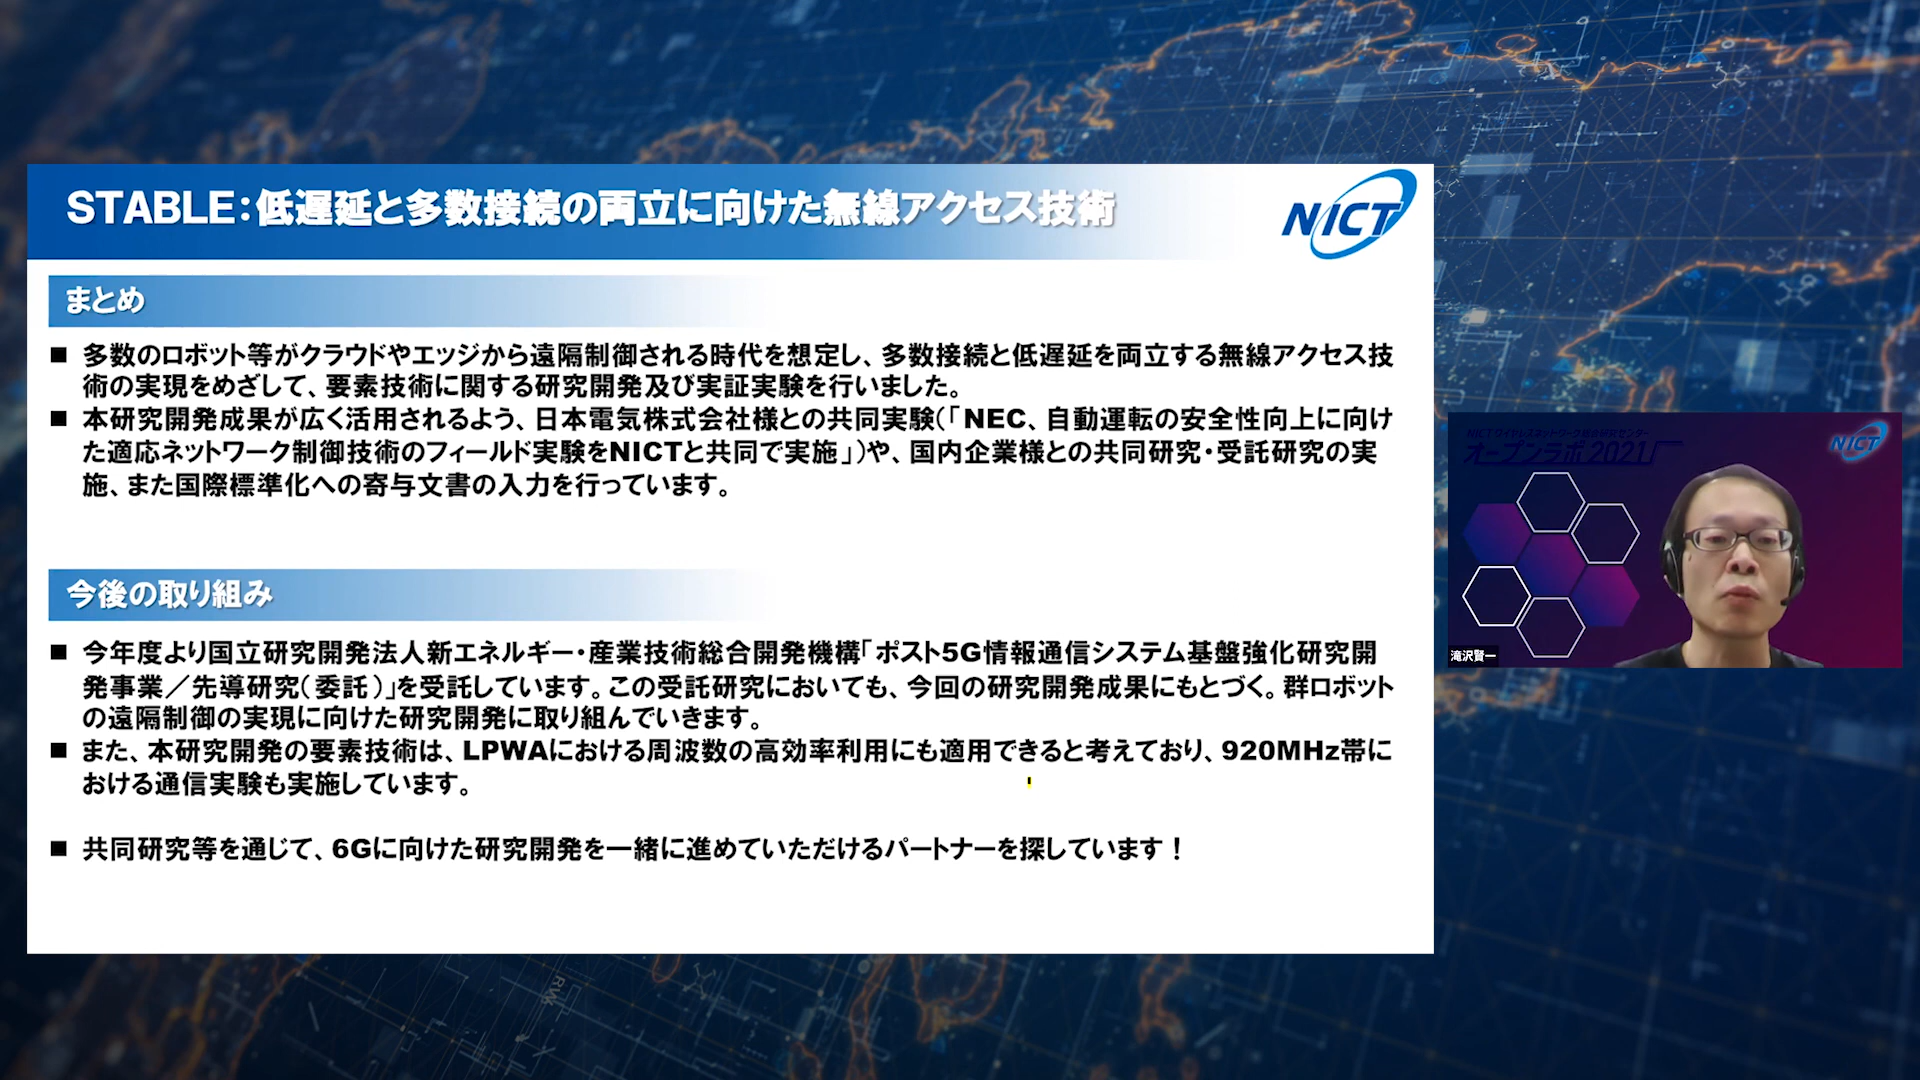 STABLE：低遅延と多数接続の両立に向けた無線アクセス技術
NICT
まとめ
■ 多数のロボット等がクラウドやエッジから遠隔制御される時代を想定し、多数接続と低遅延を両立する無線アクセス技
術の実現をめざして、要素技術に関する研究開発及び実証実験を行いました。
■ 本研究開発成果が広く活用されるよう、日本電気株式会社様との共同実験（「NEC、自動運転の安全性向上に向け
た適応ネットワーク制御技術のフィールド実験をNICTと共同で実施」）や、国内企業様との共同研究・受託研究の実
施、また国際標準化への寄与文書の入力を行っています。
今後の取り組み
■ 今年度より国立研究開発法人新エネルギー・産業技術総合開発機構「ポスト5G情報通信システム基盤強化研究開
発事業／先導研究（委託）」を受託しています。この受託研究においても、今回の研究開発成果にもとづく。群ロボット
の遠隔制御の実現に向けた研究開発に取り組んでいきます。
■ また、本研究開発の要素技術は、LPWAにおける周波数の高効率利用にも適用できると考えており、920MHz帯に
おける通信実験も実施しています。
■ 共同研究等を通じて、6Gに向けた研究開発を一緒に進めていただけるパートナーを探しています！
NICTワイヤレスネットワーク総合研究センター
オープンラボ2021
NICT
滝沢賢一